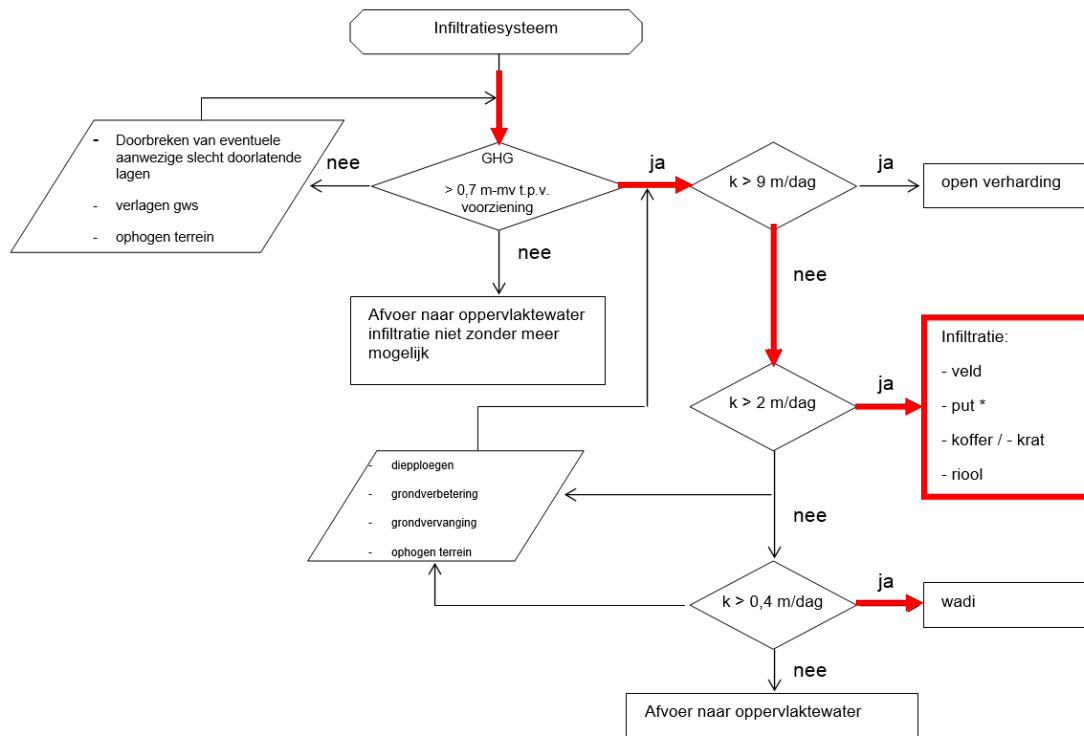 Infiltratiesysteem
- Doorbreken van eventuele
aanwezige slecht doorlatende
lagen
- verlagen gws
- ophogen terrein
nee
GHG
> 0,7 m-mv t.p.v.
voorziening
ja
k > 9 m/dag
ja
open verharding
nee
nee
Afvoer naar oppervlaktewater
infiltratie niet zonder meer
mogelijk
k > 2 m/dag
ja
Infiltratie:
- veld
- put *
- koffer / - krat
- riool
- diepploegen
- grondverbetering
- grondvervanging
- ophogen terrein
nee
k > 0,4 m/dag
ja
wadi
nee
Afvoer naar oppervlaktewater